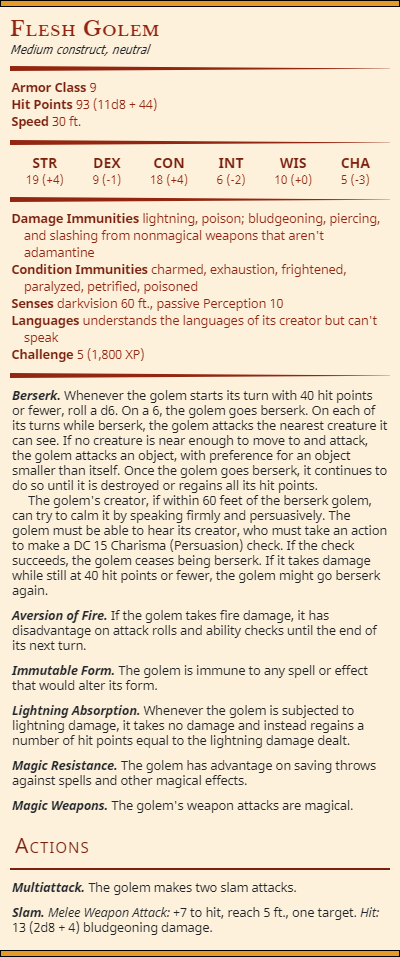 Flesh Golem
Medium construct, neutral
Armor Class 9
Hit Points 93 (11d8 + 44)
Speed 30 ft.
STR DEX CON INT WIS CHA
19 (+4) 9 (-1) 18 (+4) 6 (-2) 10 (+0) 5 (-3)
Damage Immunities lightning, poison; bludgeoning, piercing,
and slashing from nonmagical weapons that aren't
adamantine
Condition Immunities charmed, exhaustion, frightened,
paralyzed, petrified, poisoned
Senses darkvision 60 ft., passive Perception 10
Languages understands the languages of its creator but can't
speak
Challenge 5 (1,800 XP)
Berserk. Whenever the golem starts its turn with 40 hit points
or fewer, roll a d6. On a 6, the golem goes berserk. On each of
its turns while berserk, the golem attacks the nearest creature it
can see. If no creature is near enough to move to and attack,
the golem attacks an object, with preference for an object
smaller than itself. Once the golem goes berserk, it continues to
do so until it is destroyed or regains all its hit points.
The golem's creator, if within 60 feet of the berserk golem,
can try to calm it by speaking firmly and persuasively. The
golem must be able to hear its creator, who must take an action
to make a DC 15 Charisma (Persuasion) check. If the check
succeeds, the golem ceases being berserk. If it takes damage
while still at 40 hit points or fewer, the golem might go berserk
again.
Aversion of Fire. If the golem takes fire damage, it has
disadvantage on attack rolls and ability checks until the end of
its next turn.
Immutable Form. The golem is immune to any spell or effect
that would alter its form.
Lightning Absorption. Whenever the golem is subjected to
lightning damage, it takes no damage and instead regains a
number of hit points equal to the lightning damage dealt.
Magic Resistance. The golem has advantage on saving throws
against spells and other magical effects.
Magic Weapons. The golem's weapon attacks are magical.
Actions
Multiattack. The golem makes two slam attacks.
Slam. Melee Weapon Attack: +7 to hit, reach 5 ft., one target. Hit:
13 (2d8 + 4) bludgeoning damage.